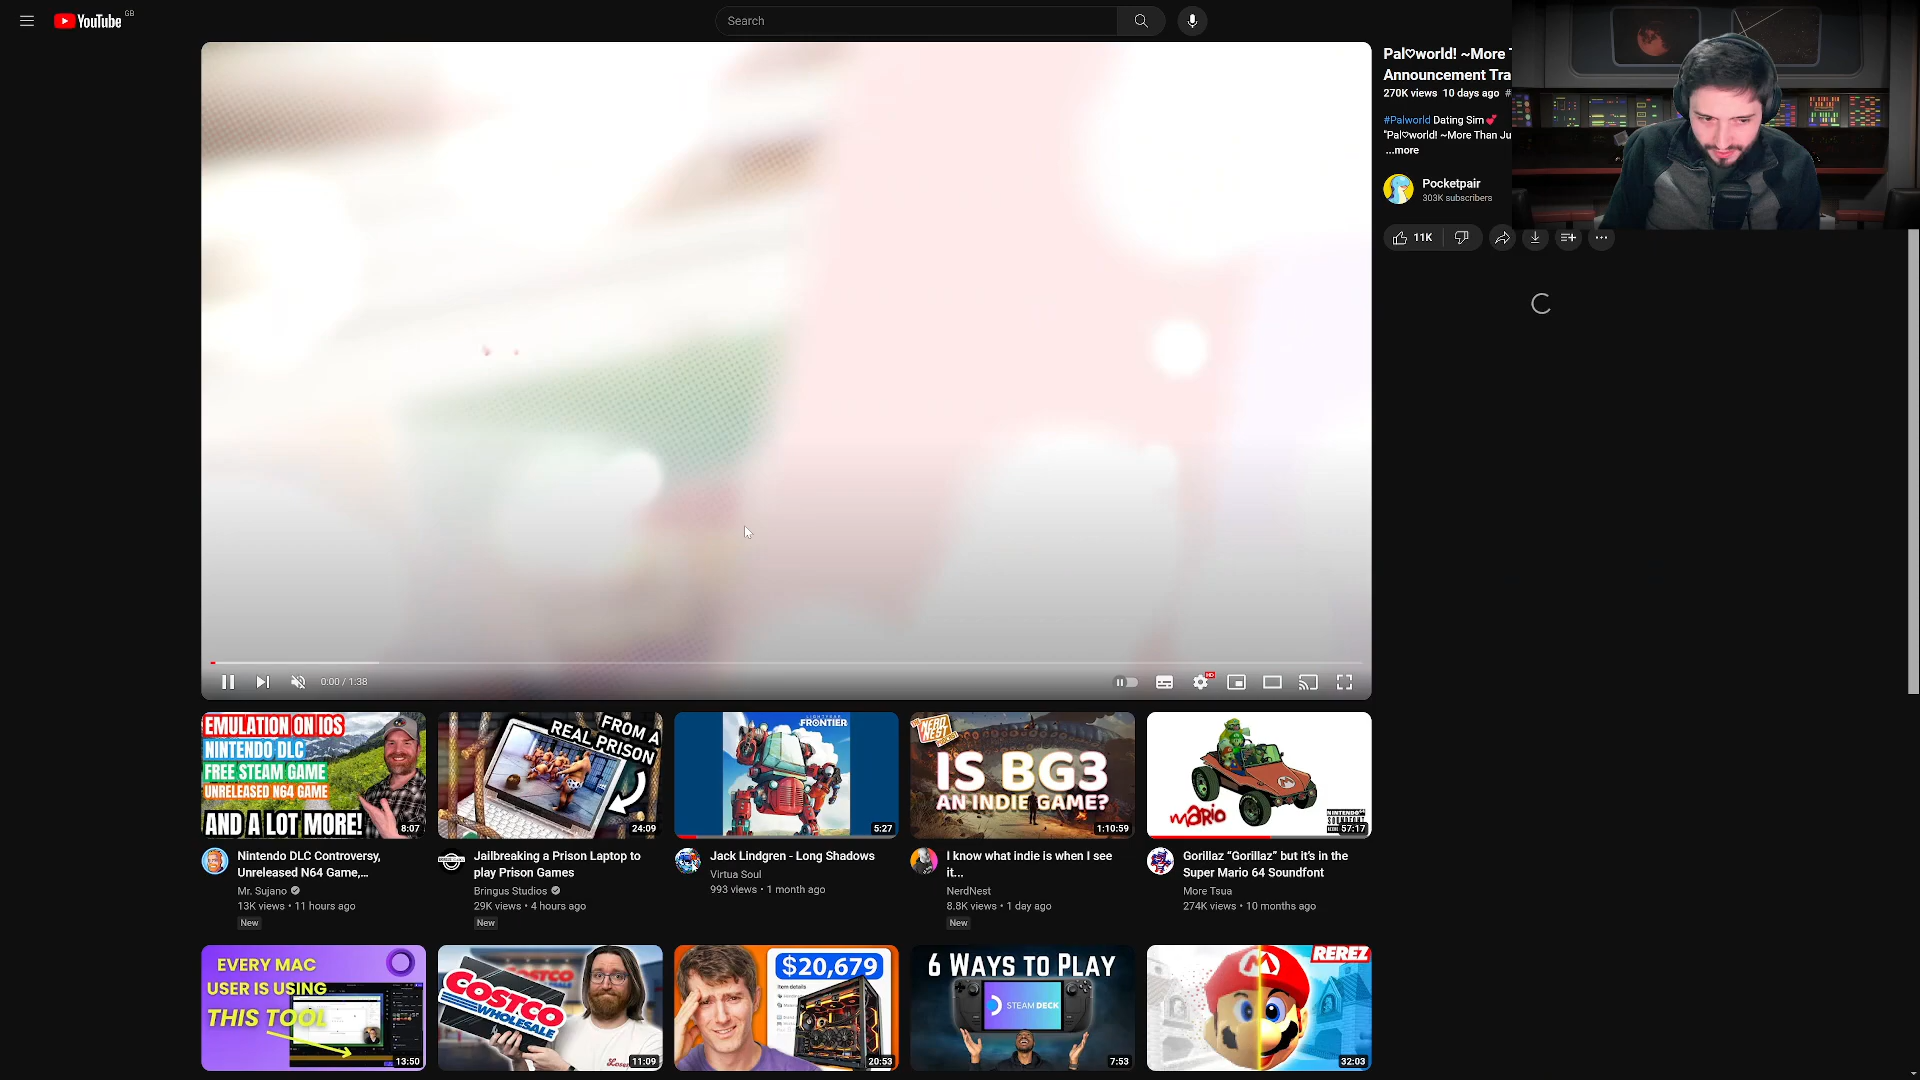 YouTube GB
Search
Pal♡world! ~More
Announcement Tra
270K views 10 days ago #
#Palworld Dating Sim💕
"Pal♡world! ~More Than Ju
...more
Pocketpair
303K subscribers
11K
0:00 / 1:38
HD
EMULATION ON IOS
NINTENDO DLC
FREE STEAM GAME
UNRELEASED N64 GAME
AND A LOT MORE!
8:07
Nintendo DLC Controversy,
Unreleased N64 Game,...
Mr. Sujano
13K views • 11 hours ago
New
FROM A
REAL PRISON
24:09
Jailbreaking a Prison Laptop to
play Prison Games
Bringus Studios
29K views • 4 hours ago
New
LIGHTYEAR
FRONTIER
5:27
Jack Lindgren - Long Shadows
Virtua Soul
993 views • 1 month ago
THE
NERD
NEST
IS BG3
AN INDIE GAME?
1:10:59
I know what indie is when I see
it...
NerdNest
8.8K views • 1 day ago
New
MARIO
NINTENDO 64
SOUNDFONT
57:17
Gorillaz “Gorillaz” but it's in the
Super Mario 64 Soundfont
More Tsua
274K views • 10 months ago
EVERY MAC
USER IS USING
THIS TOOL
13:50
COSTCO
WHOLESALE
11:09
$20,679
Item details
20:53
6 WAYS TO PLAY
STEAM DECK
7:53
REREZ
32:03